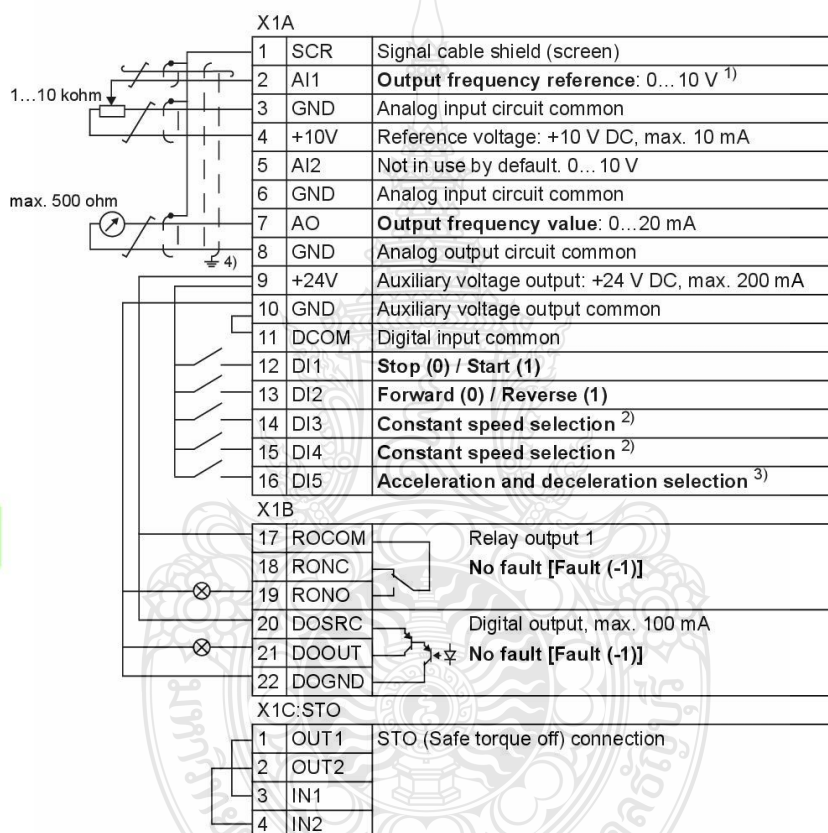 X1A
1 SCR Signal cable shield (screen)
2 AI1 Output frequency reference: 0...10 V 1)
1...10 kohm
3 GND Analog input circuit common
4 +10V Reference voltage: +10 V DC, max. 10 mA
5 AI2 Not in use by default. 0...10 V
6 GND Analog input circuit common
max. 500 ohm
7 AO Output frequency value: 0...20 mA
8 GND Analog output circuit common
4)
9 +24V Auxiliary voltage output: +24 V DC, max. 200 mA
10 GND Auxiliary voltage output common
11 DCOM Digital input common
12 DI1 Stop (0) / Start (1)
13 DI2 Forward (0) / Reverse (1)
14 DI3 Constant speed selection 2)
15 DI4 Constant speed selection 2)
16 DI5 Acceleration and deceleration selection 3)
X1B
17 ROCOM Relay output 1
18 RONC No fault [Fault (-1)]
19 RONO
20 DOSRC Digital output, max. 100 mA
21 DOOUT No fault [Fault (-1)]
22 DOGND
X1C:STO
1 OUT1 STO (Safe torque off) connection
2 OUT2
3 IN1
4 IN2